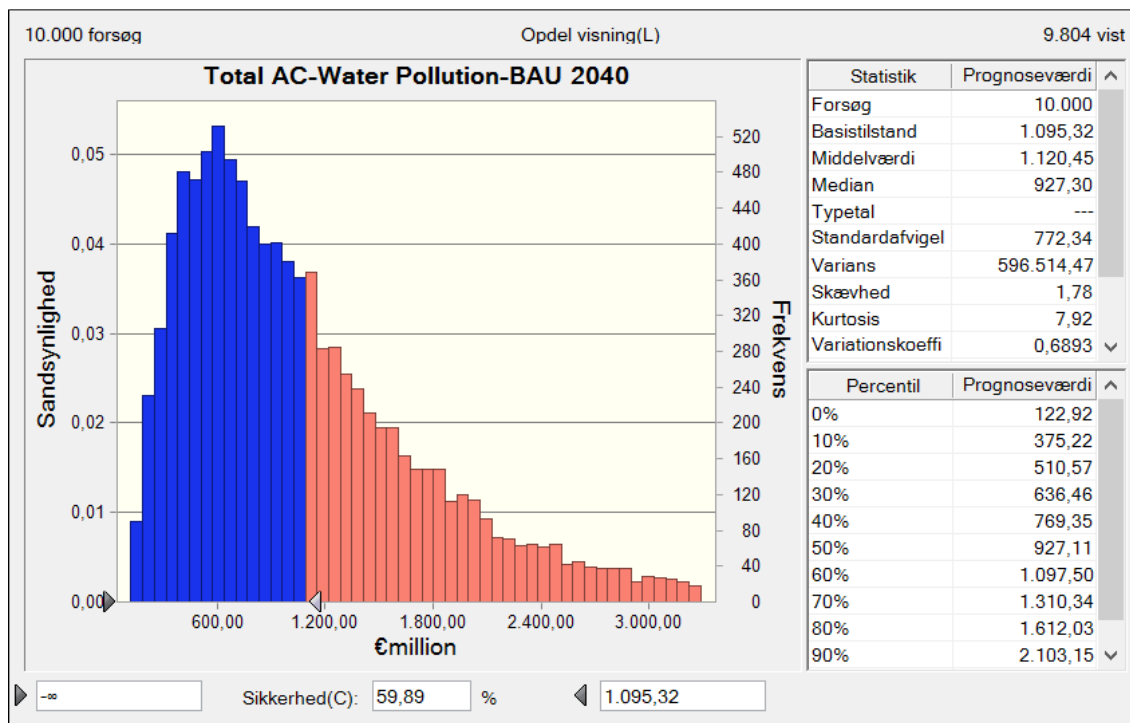 10.000 forsøg Opdel visning(L) 9.804 vist
Total AC-Water Pollution-BAU 2040
0,05
0,04
0,03
0,02
0,01
0,00
Sandsynlighed
520
480
440
400
360
320
280
240
200
160
120
80
40
0
Frekvens
600,00 1.200,00 1.800,00 2.400,00 3.000,00
€million
Statistik Prognoseværdi
Forsøg 10.000
Basistilstand 1.095,32
Middelværdi 1.120,45
Median 927,30
Typetal ---
Standardafvigel 772,34
Varians 596.514,47
Skævhed 1,78
Kurtosis 7,92
Variationskoeffi 0,6893
Percentil Prognoseværdi
0% 122,92
10% 375,22
20% 510,57
30% 636,46
40% 769,35
50% 927,11
60% 1.097,50
70% 1.310,34
80% 1.612,03
90% 2.103,15
-∞ Sikkerhed(C): 59,89 % 1.095,32